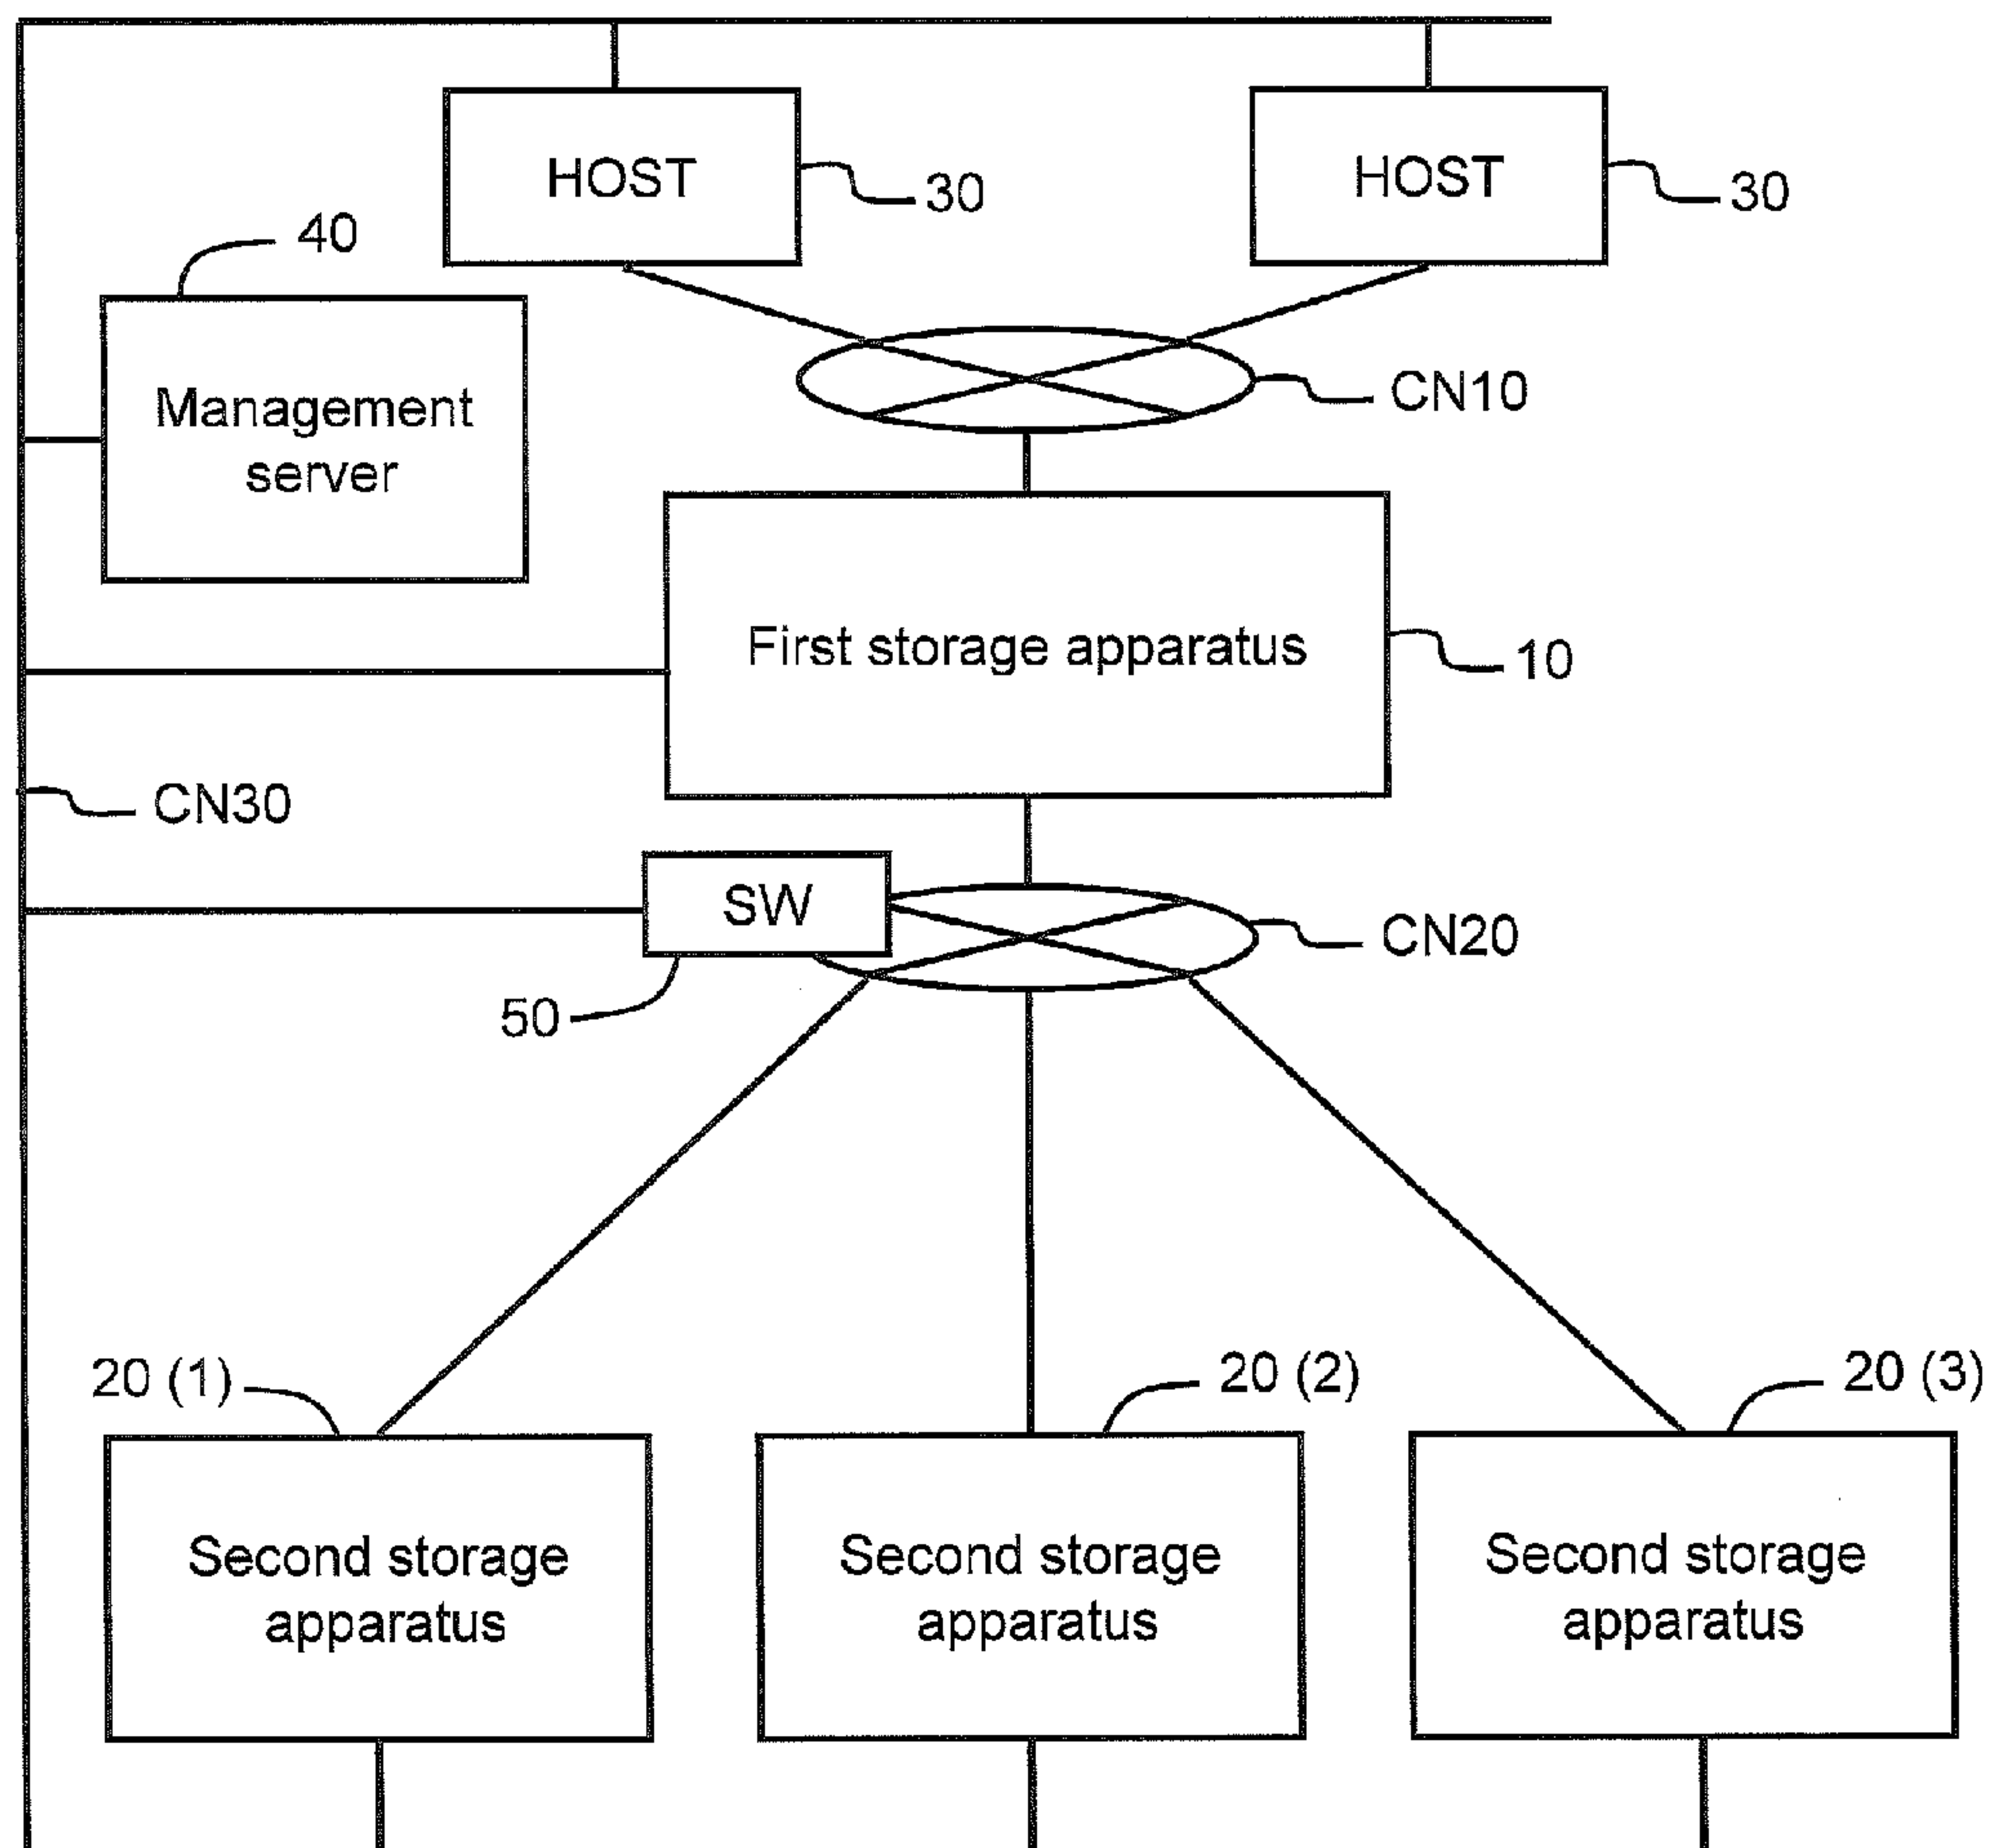 HOST
30
HOST
30
40
Management
server
CN10
First storage apparatus
10
CN30
SW
CN20
50
20 (1)
20 (2)
20 (3)
Second storage
apparatus
Second storage
apparatus
Second storage
apparatus